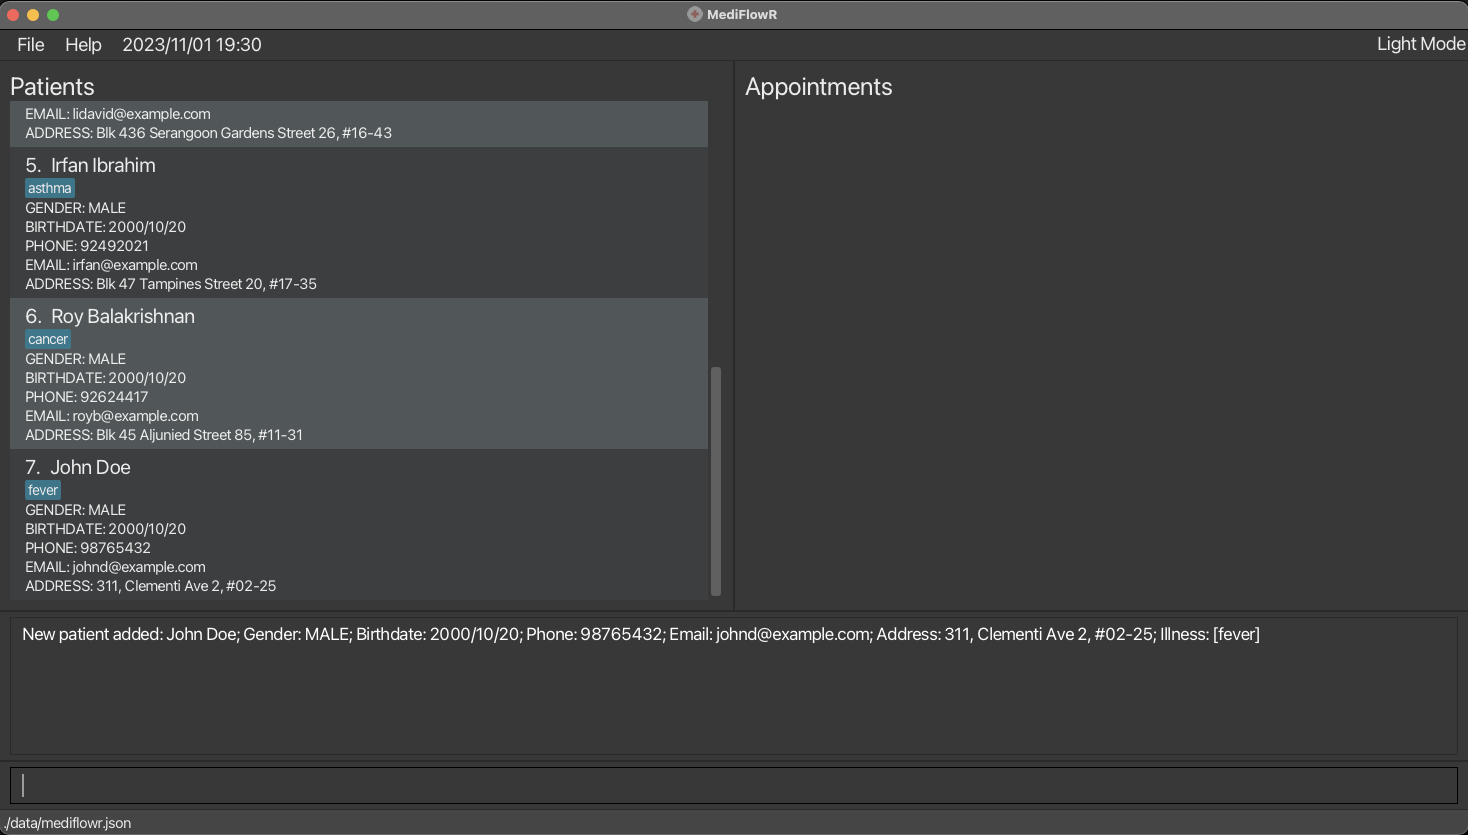 MediFlowR
File Help 2023/11/01 19:30 Light Mode
Patients
EMAIL: lidavid@example.com
ADDRESS: Blk 436 Serangoon Gardens Street 26, #16-43
5. Irfan Ibrahim
asthma
GENDER: MALE
BIRTHDATE: 2000/10/20
PHONE: 92492021
EMAIL: irfan@example.com
ADDRESS: Blk 47 Tampines Street 20, #17-35
6. Roy Balakrishnan
cancer
GENDER: MALE
BIRTHDATE: 2000/10/20
PHONE: 92624417
EMAIL: royb@example.com
ADDRESS: Blk 45 Aljunied Street 85, #11-31
7. John Doe
fever
GENDER: MALE
BIRTHDATE: 2000/10/20
PHONE: 98765432
EMAIL: johnd@example.com
ADDRESS: 311, Clementi Ave 2, #02-25
Appointments
New patient added: John Doe; Gender: MALE; Birthdate: 2000/10/20; Phone: 98765432; Email: johnd@example.com; Address: 311, Clementi Ave 2, #02-25; Illness: [fever]
./data/mediflowr.json